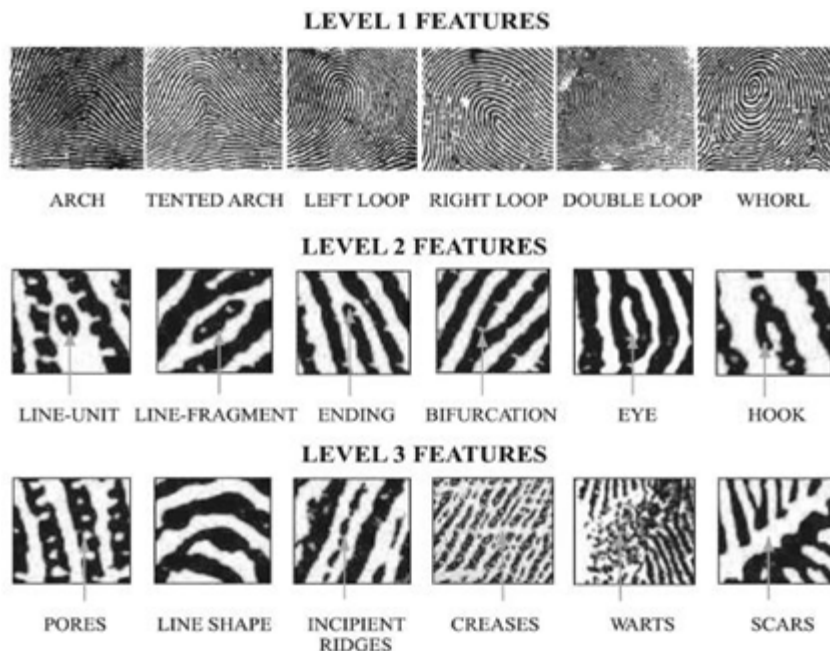 LEVEL 1 FEATURES
ARCH TENTED ARCH LEFT LOOP RIGHT LOOP DOUBLE LOOP WHORL
LEVEL 2 FEATURES
LINE-UNIT LINE-FRAGMENT ENDING BIFURCATION EYE HOOK
LEVEL 3 FEATURES
PORES LINE SHAPE INCIPIENT RIDGES CREASES WARTS SCARS